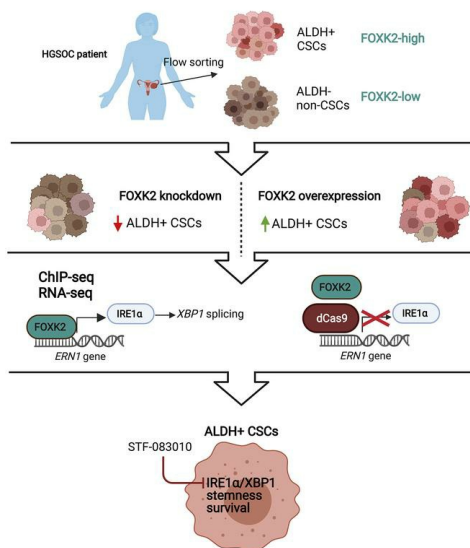 HGSOC patient
Flow sorting
ALDH+
CSCs
FOXK2-high
ALDH-
non-CSCs
FOXK2-low
FOXK2 knockdown
ALDH+ CSCs
FOXK2 overexpression
ALDH+ CSCs
ChIP-seq
RNA-seq
FOXK2
IRE1α
XBP1 splicing
ERN1 gene
FOXK2
dCas9
IRE1α
ERN1 gene
ALDH+ CSCs
STF-083010
IRE1α/XBP1
stemness
survival